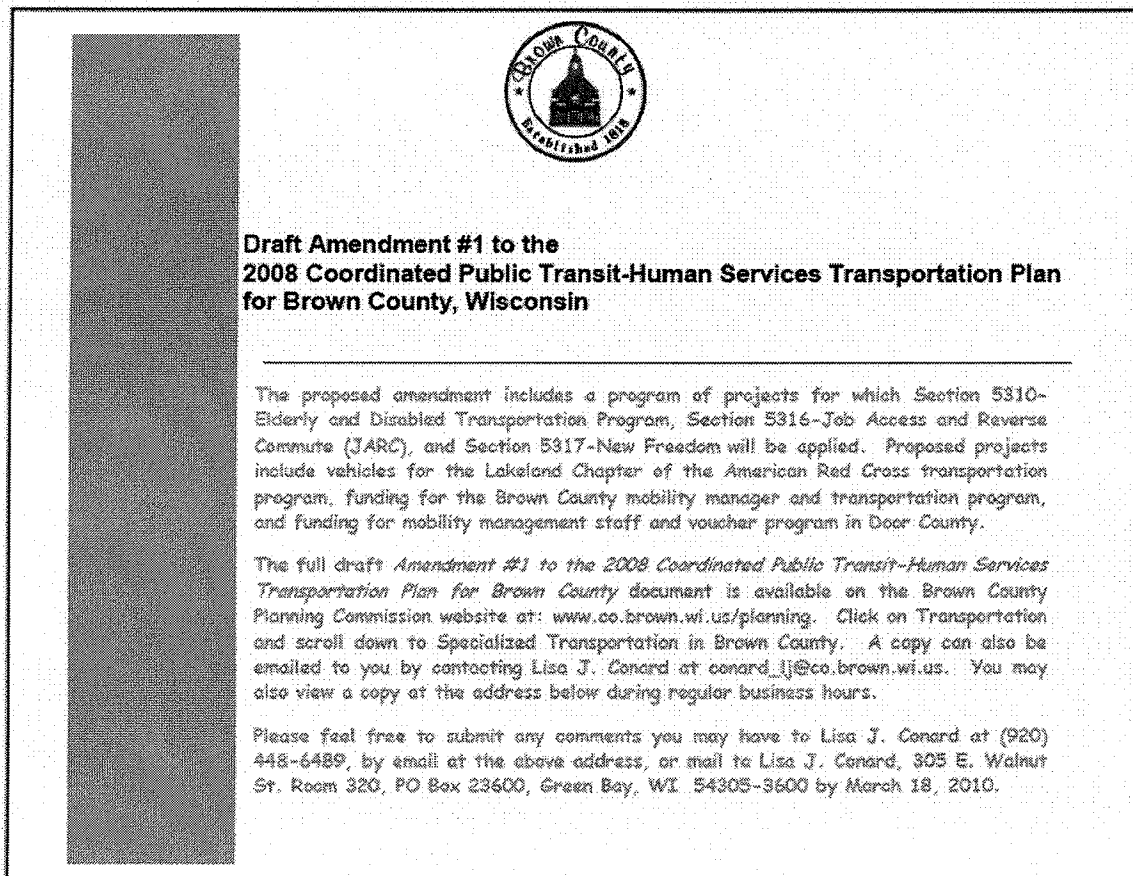 Brown County
Established 1818
Draft Amendment #1 to the
2008 Coordinated Public Transit-Human Services Transportation Plan
for Brown County, Wisconsin
The proposed amendment includes a program of projects for which Section 5310-
Elderly and Disabled Transportation Program, Section 5316-Job Access and Reverse
Commute (JARC), and Section 5317-New Freedom will be applied. Proposed projects
include vehicles for the Lakeland Chapter of the American Red Cross transportation
program, funding for the Brown County mobility manager and transportation program,
and funding for mobility management staff and voucher program in Door County.
The full draft Amendment #1 to the 2008 Coordinated Public Transit-Human Services
Transportation Plan for Brown County document is available on the Brown County
Planning Commission website at: www.co.brown.wi.us/planning. Click on Transportation
and scroll down to Specialized Transportation in Brown County. A copy can also be
emailed to you by contacting Lisa J. Conard at conard_lj@co.brown.wi.us. You may
also view a copy at the address below during regular business hours.
Please feel free to submit any comments you may have to Lisa J. Conard at (920)
448-6489, by email at the above address, or mail to Lisa J. Conard, 305 E. Walnut
St. Room 320, PO Box 23600, Green Bay, WI 54305-3600 by March 18, 2010.